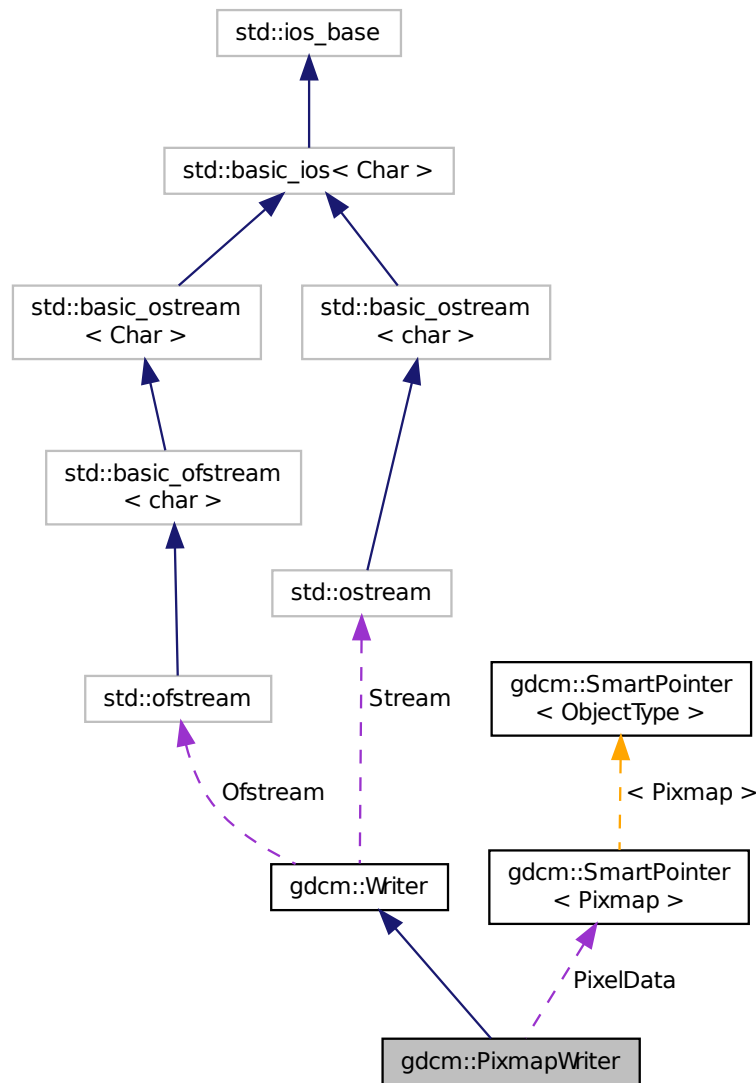 std::ios_base
std::basic_ios< Char >
std::basic_ostream
< Char >
std::basic_ostream
< char >
std::basic_ofstream
< char >
std::ostream
std::ofstream
Stream
gdcm::SmartPointer
< ObjectType >
Ofstream
< Pixmap >
gdcm::Writer
gdcm::SmartPointer
< Pixmap >
PixelData
gdcm::PixmapWriter